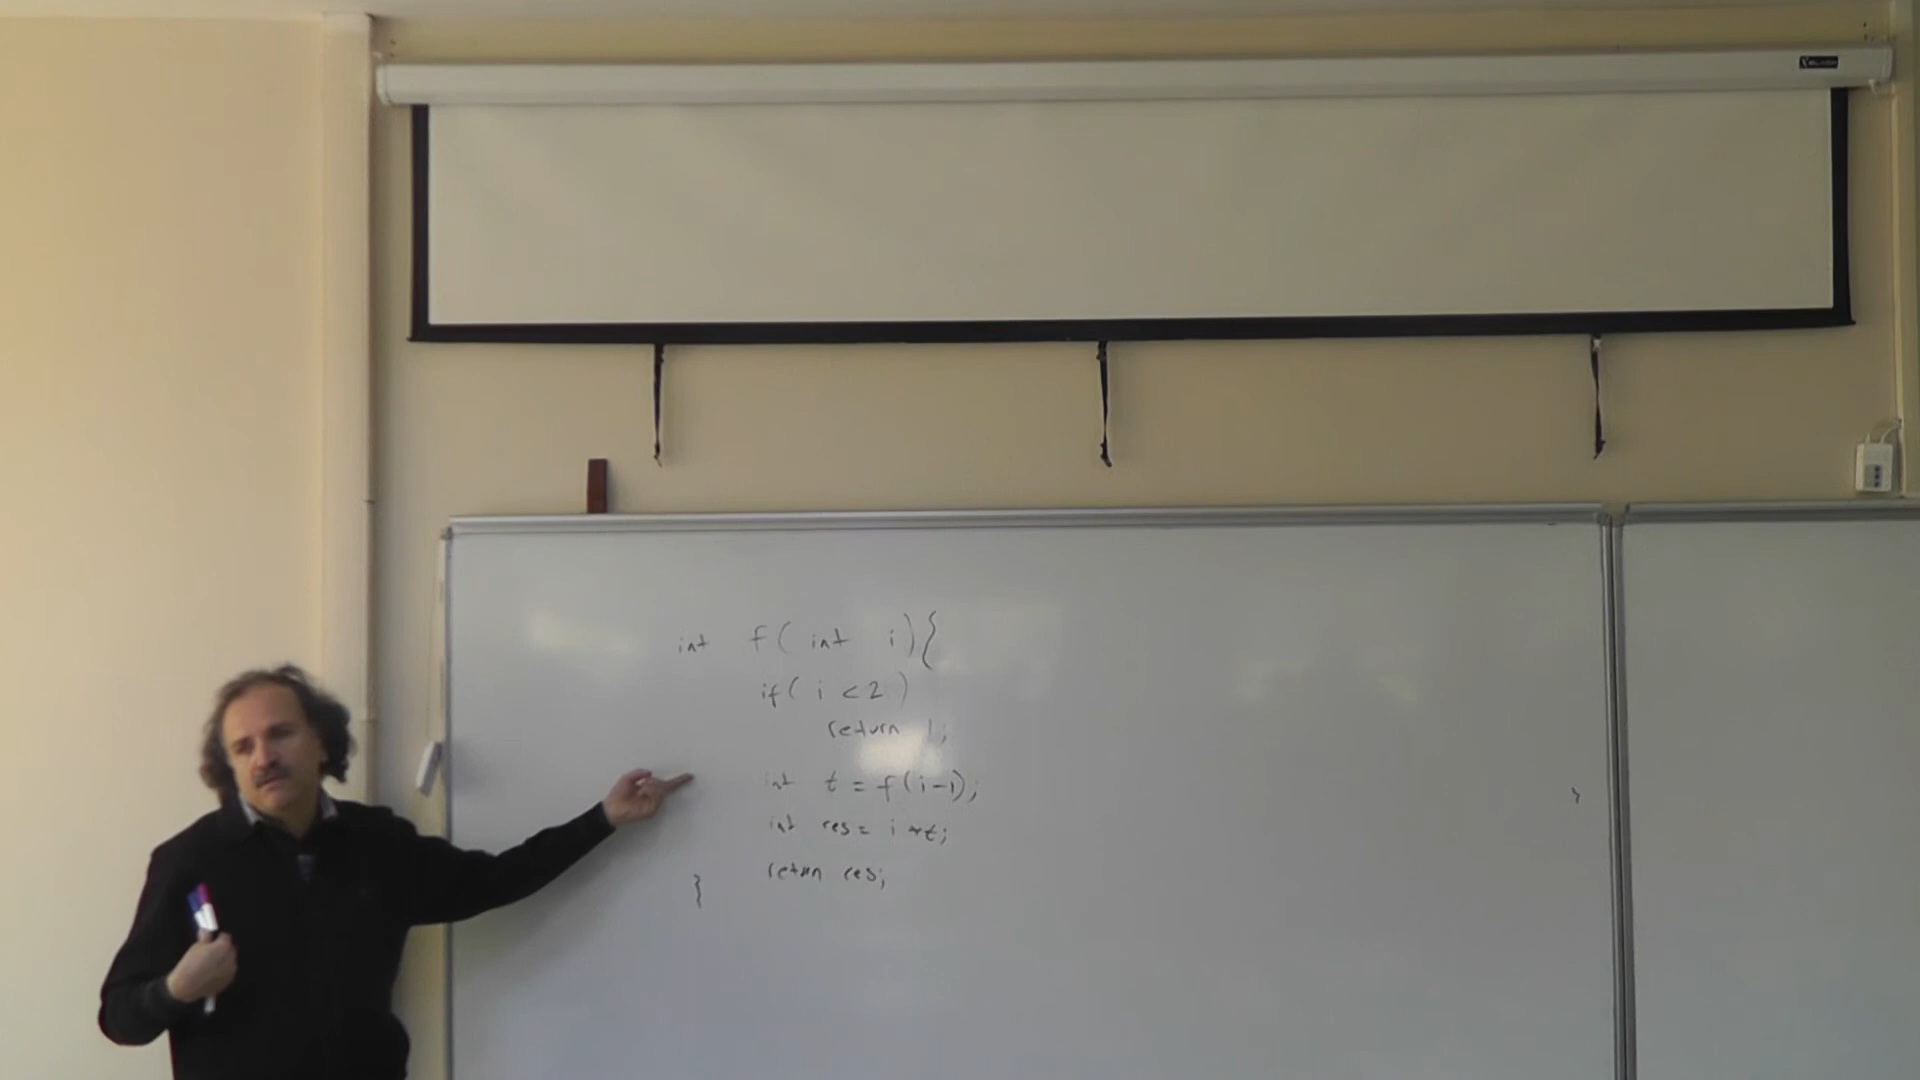 int f( int i){
if( i < 2 )
return 1;
int t = f(i-1);
int res = i * t;
return res;
}